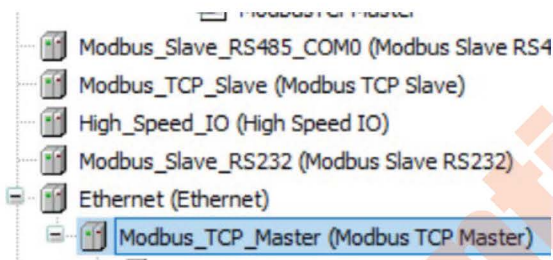 Modbus_Slave_RS485_COM0 (Modbus Slave RS4
Modbus_TCP_Slave (Modbus TCP Slave)
High_Speed_IO (High Speed IO)
Modbus_Slave_RS232 (Modbus Slave RS232)
Ethernet (Ethernet)
Modbus_TCP_Master (Modbus TCP Master)